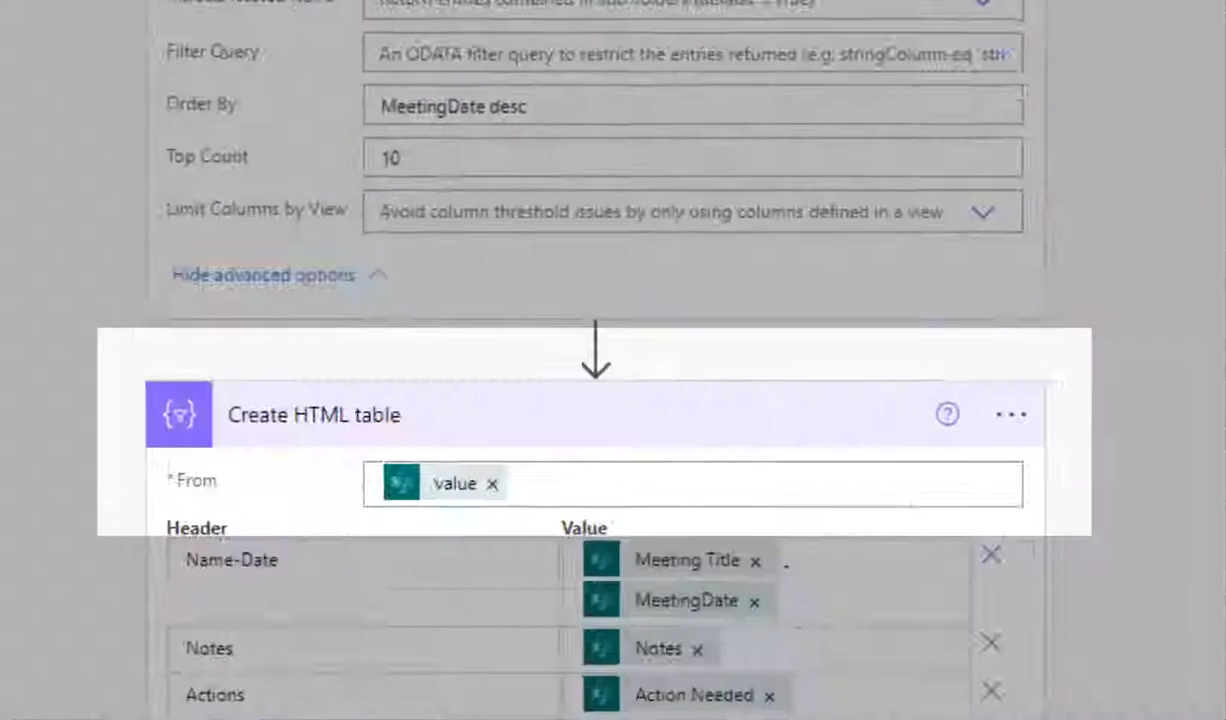 Filter Query
An ODATA filter query to restrict the entries returned (e.g. stringColumn eq 'stri
Order By
MeetingDate desc
Top Count
10
Limit Columns by View
Avoid column threshold issues by only using columns defined in a view
Hide advanced options
Create HTML table
?
...
* From
value ×
Header Value
Name-Date
Meeting Title × .
MeetingDate ×
Notes
Notes ×
Actions
Action Needed ×